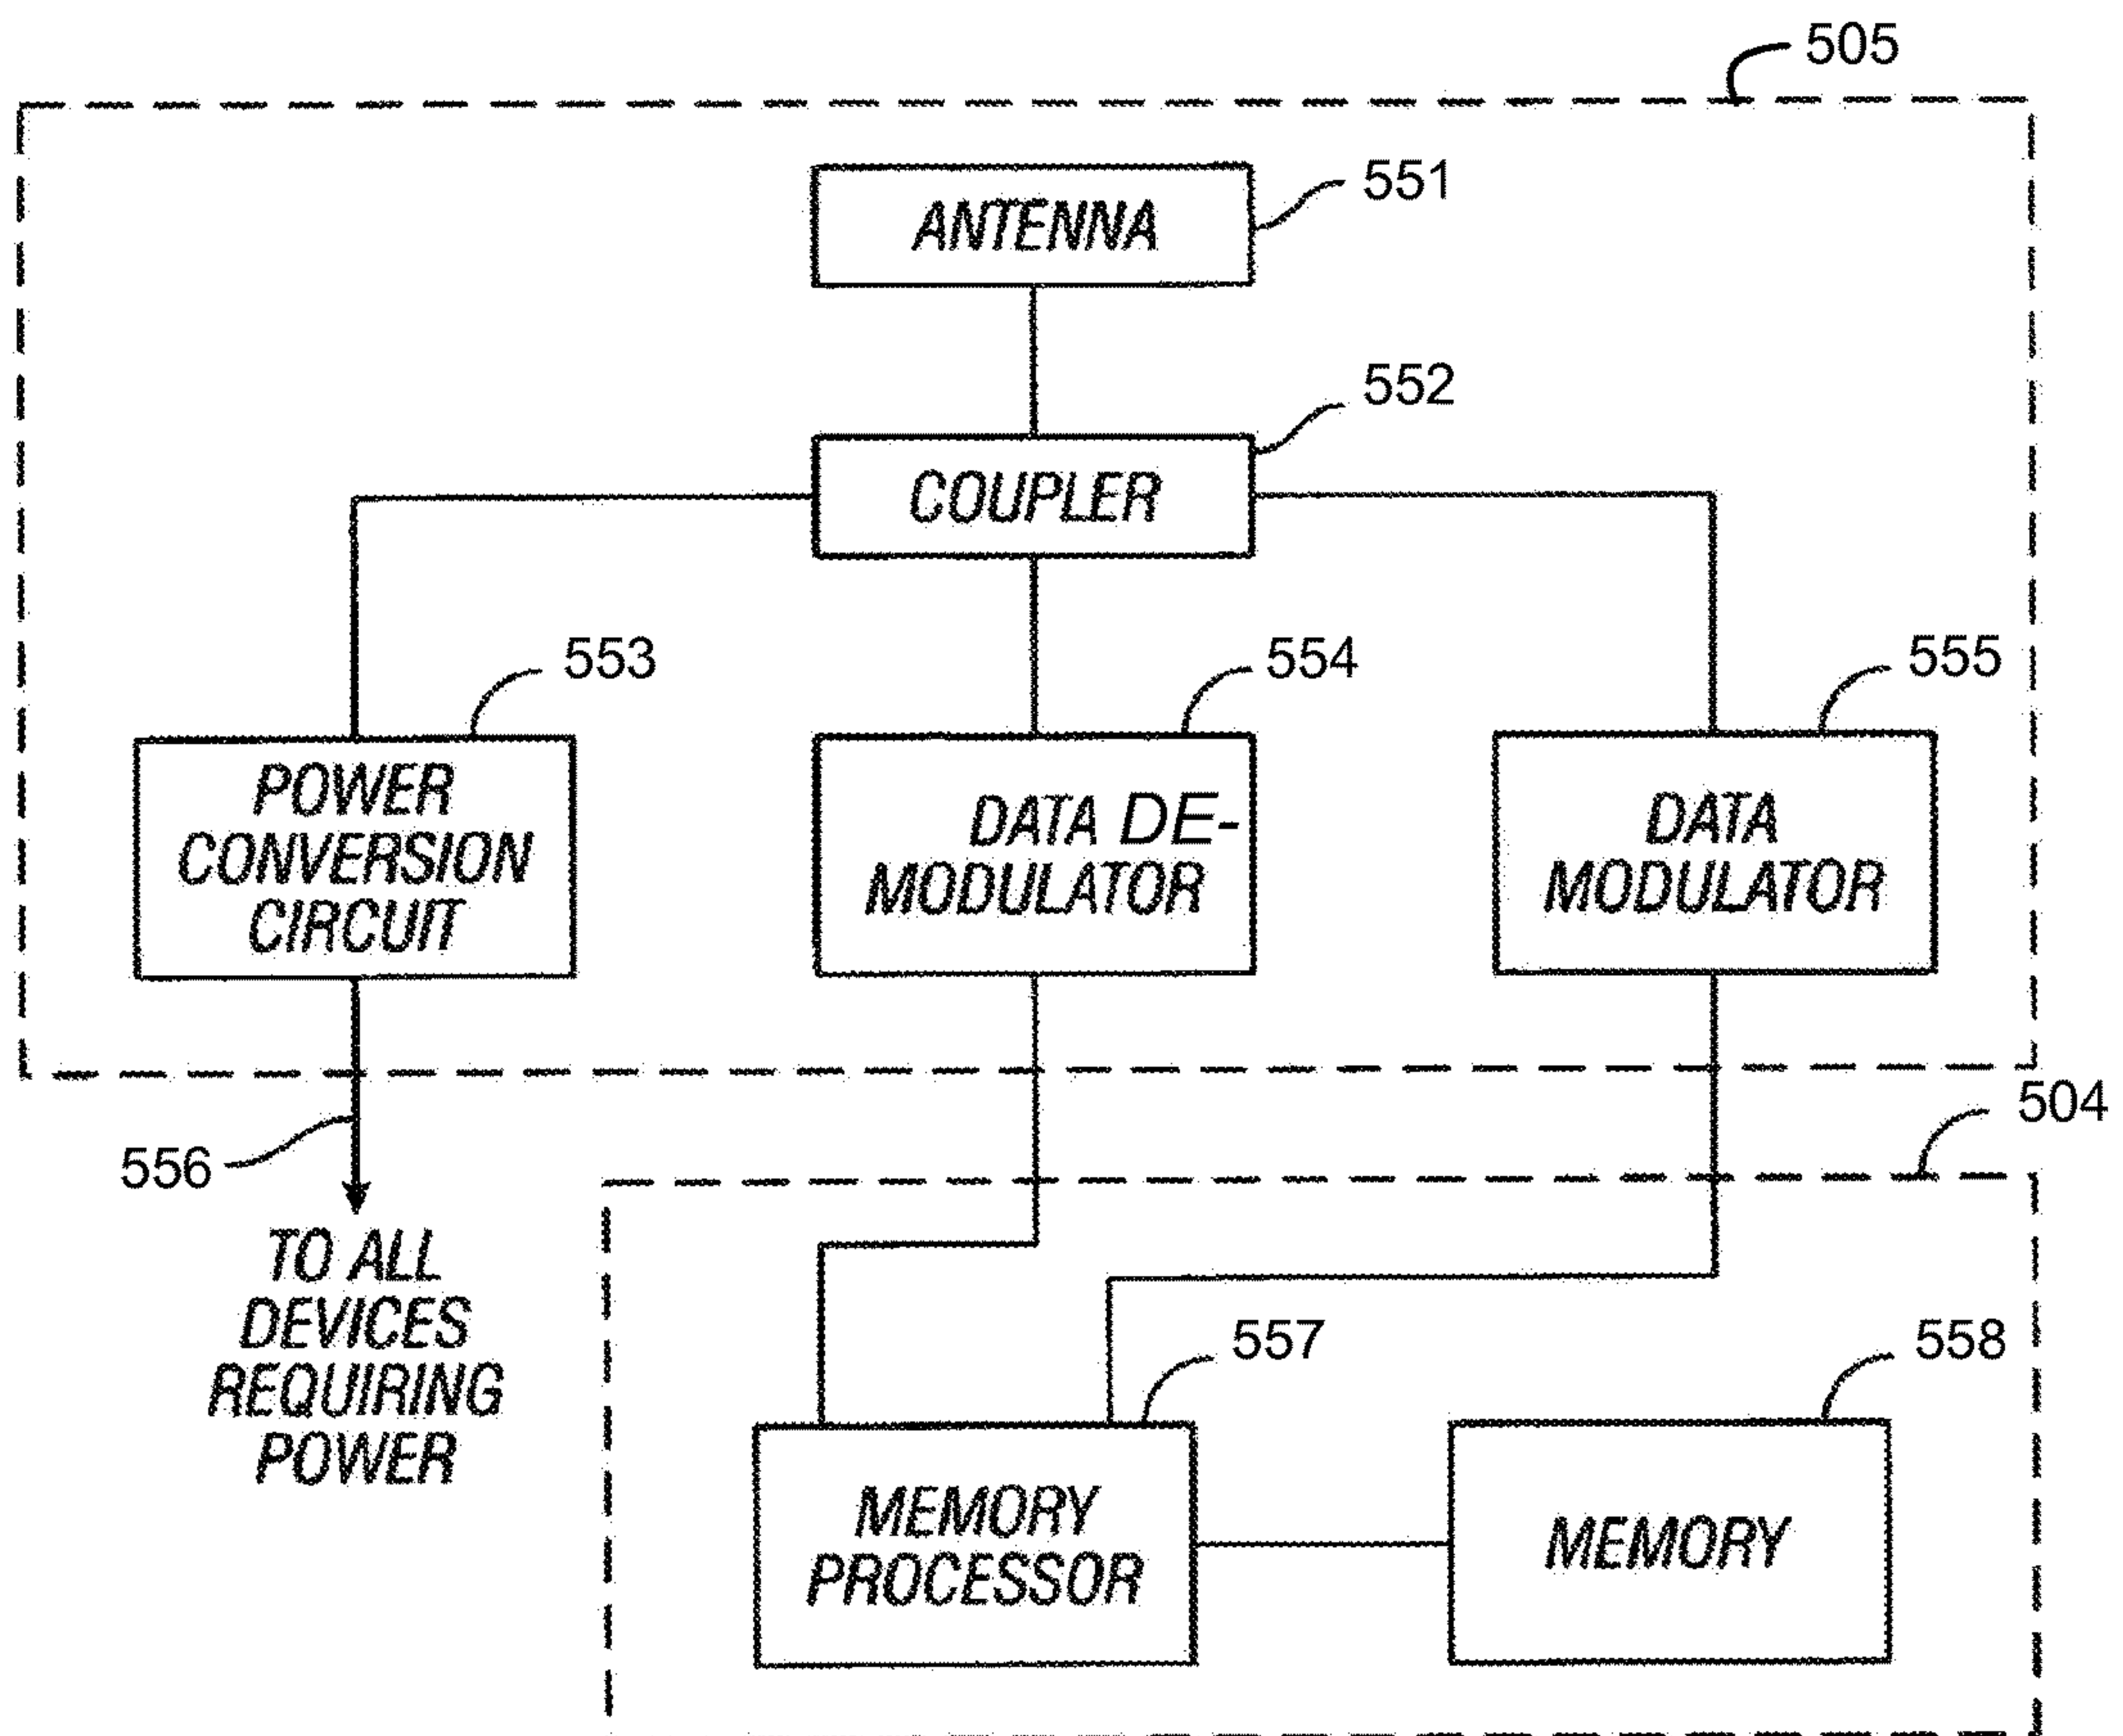 505
ANTENNA
551
552
COUPLER
553
554
555
POWER
CONVERSION
CIRCUIT
DATA DE-
MODULATOR
DATA
MODULATOR
504
556
TO ALL
DEVICES
REQUIRING
POWER
557
558
MEMORY
PROCESSOR
MEMORY